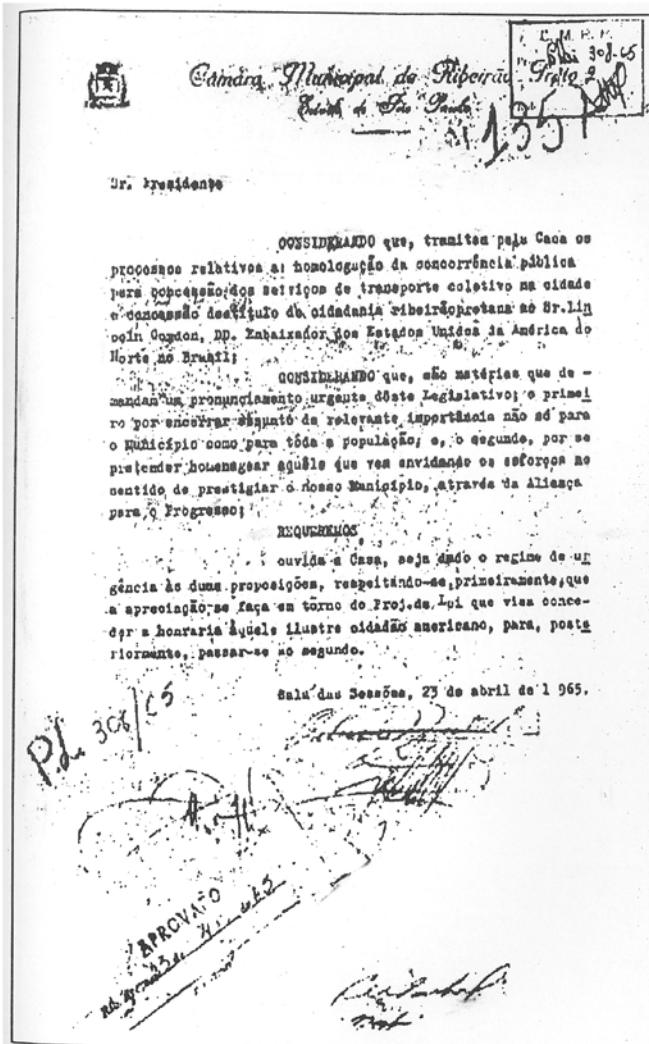 C. M. R. P.
308-65
Câmara Municipal de Ribeirão Preto
Estado de São Paulo
135
Sr. Presidente
CONSIDERANDO que, tramitam pela Casa os
processos relativos a: homologação da concorrência pública
para concessão dos serviços de transporte coletivo na cidade
e concessão de título de cidadania ribeirãopretana ao Sr. Lin
coln Gordon, DD. Embaixador dos Estados Unidos da América do
Norte no Brasil;
CONSIDERANDO que, são matérias que de -
mandam um pronunciamento urgente dêste Legislativo; o primei
ro por encerrar assunto de relevante importância não só para
o Município como para tôda a população; e, o segundo, por se
pretender homenagear aquêle que vem envidando os esforços no
sentido de prestigiar o nosso Município, através da Aliança
para o Progresso;
REQUEREMOS
ouvida a Casa, seja dado o regime de ur
gência às duas proposições, respeitando-se, primeiramente, que
a apreciação se faça em tôrno do Proj. de Lei que visa conce-
der a honraria àquele ilustre cidadão americano, para, poste
riormente, passar-se ao segundo.
Sala das Sessões, 23 de abril de 1 965.
P.L. 308/65
APROVADO